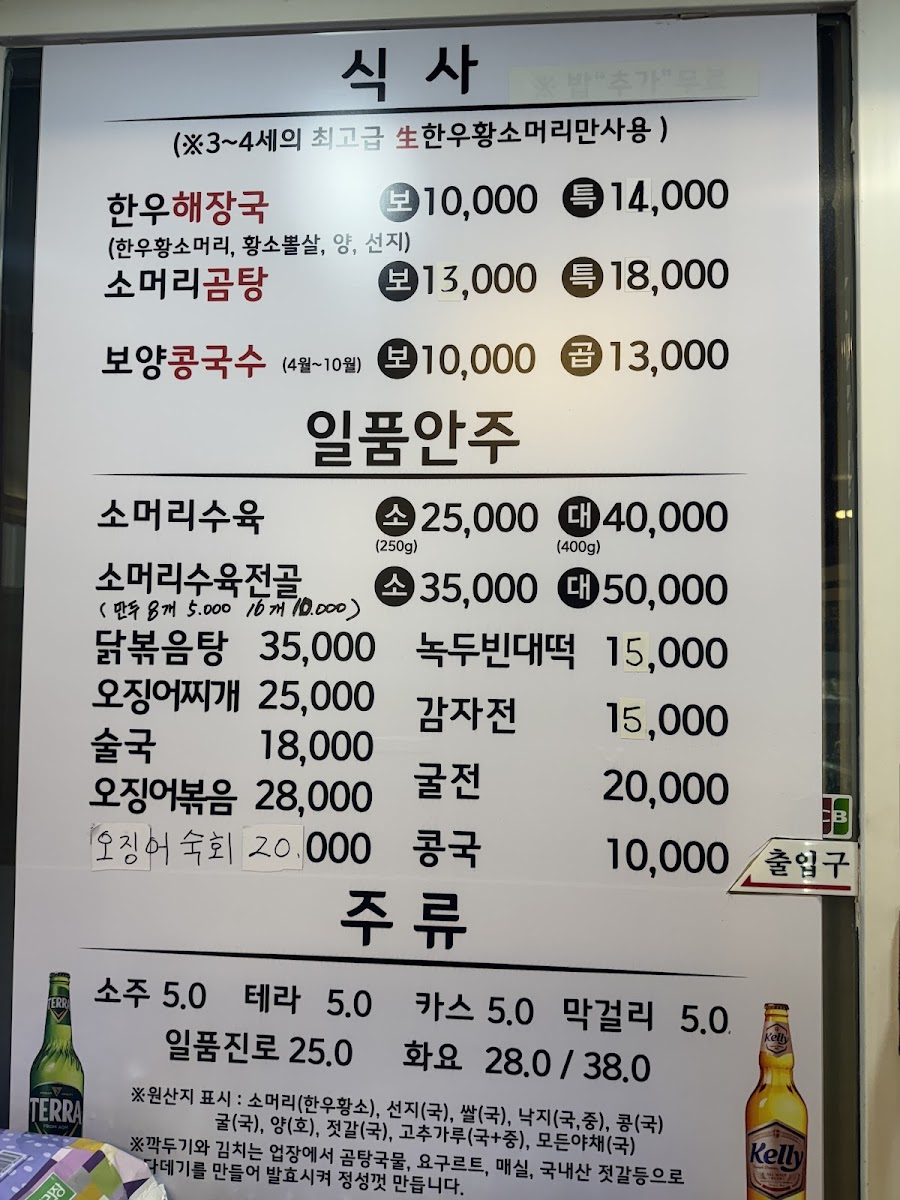 식 사
※ 밥"추가"무료
(※3~4세의 최고급 生한우황소머리만사용 )
한우해장국 보10,000 특14,000
(한우황소머리, 황소뽈살, 양, 선지)
소머리곰탕 보13,000 특18,000
보양콩국수 (4월~10월) 보10,000 곱13,000
일품안주
소머리수육 소25,000 대40,000
(250g) (400g)
소머리수육전골 소35,000 대50,000
(만두 8개 5.000 16개 10.000)
닭볶음탕 35,000 녹두빈대떡 15,000
오징어찌개 25,000 감자전 15,000
술국 18,000
오징어볶음 28,000 굴전 20,000
오징어 숙회 20.000 콩국 10,000
CB
출입구
주 류
소주 5.0 테라 5.0 카스 5.0 막걸리 5.0
일품진로 25.0 화요 28.0 / 38.0
TERRA
Kelly
※원산지 표시 : 소머리(한우황소), 선지(국), 쌀(국), 낙지(국,중), 콩(국)
굴(국), 양(호), 젓갈(국), 고추가루(국+중), 모든야채(국)
※깍두기와 김치는 업장에서 곰탕국물, 요구르트, 매실, 국내산 젓갈등으로
다데기를 만들어 발효시켜 정성껏 만듭니다.
TERRA
Kelly